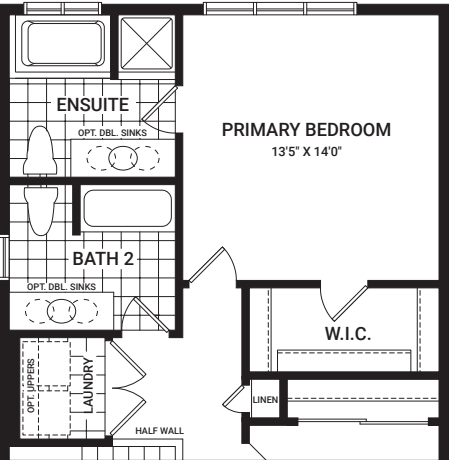 ENSUITE
OPT. DBL. SINKS
PRIMARY BEDROOM
13'5" X 14'0"
BATH 2
OPT. DBL. SINKS
W.I.C.
OPT. UPPERS
LAUNDRY
LINEN
HALF WALL